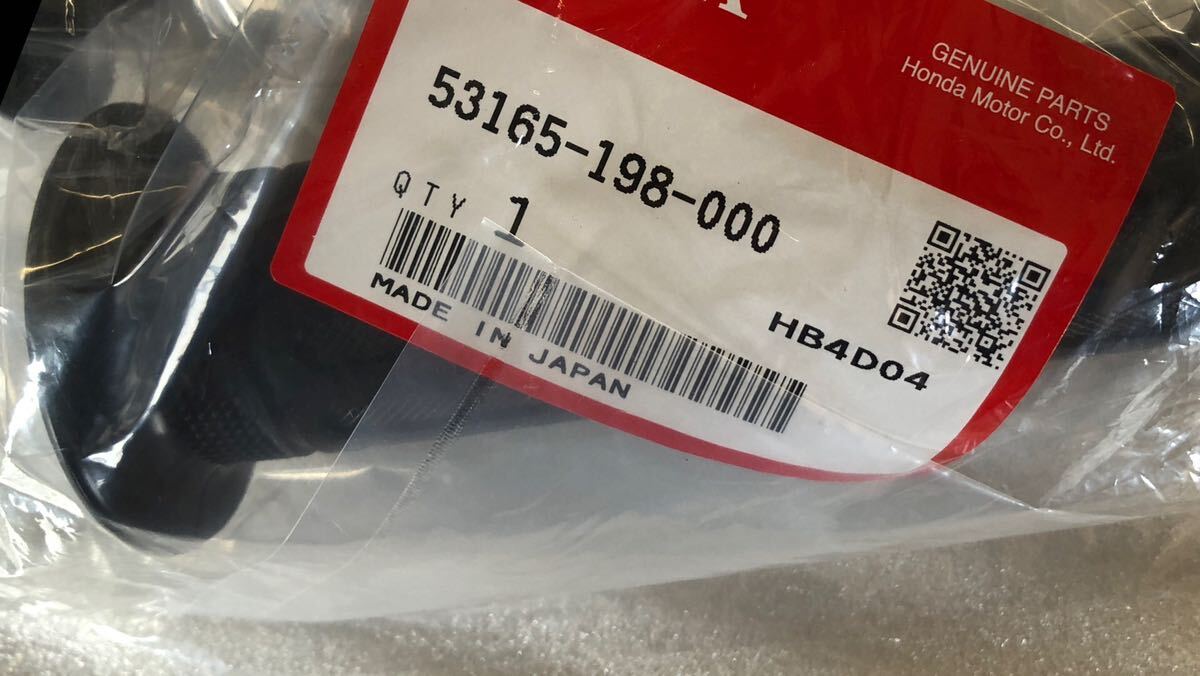 GENUINE PARTS
Honda Motor Co., Ltd.
53165-198-000
QTY 1
MADE IN JAPAN
HB4D04